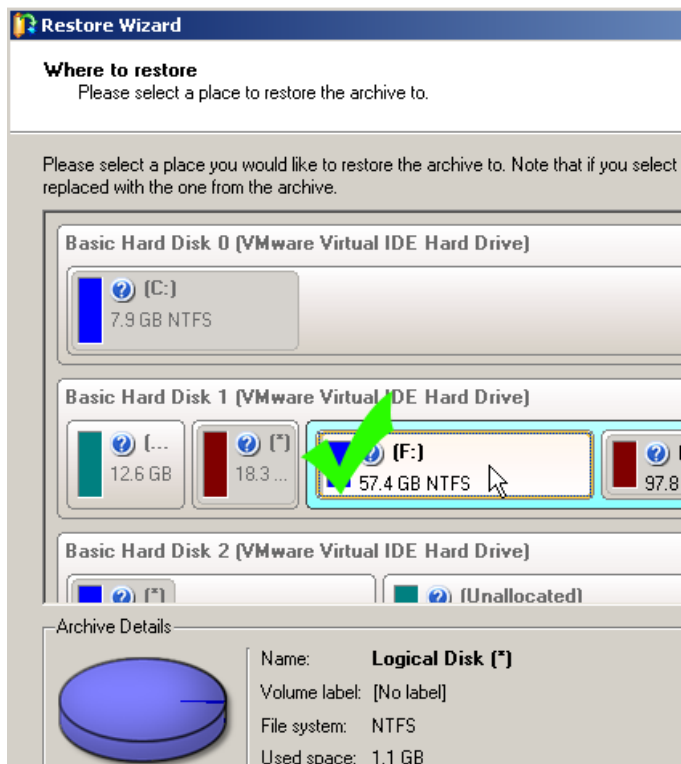 Restore Wizard
Where to restore
Please select a place to restore the archive to.
Please select a place you would like to restore the archive to. Note that if you select
replaced with the one from the archive.
Basic Hard Disk 0 (VMware Virtual IDE Hard Drive)
(C:)
7.9 GB NTFS
Basic Hard Disk 1 (VMware Virtual IDE Hard Drive)
(... (*) (F:)
12.6 GB 18.3 ... 57.4 GB NTFS 97.8
Basic Hard Disk 2 (VMware Virtual IDE Hard Drive)
(*) (Unallocated)
Archive Details
Name: Logical Disk (*)
Volume label: [No label]
File system: NTFS
Used space: 1.1 GB